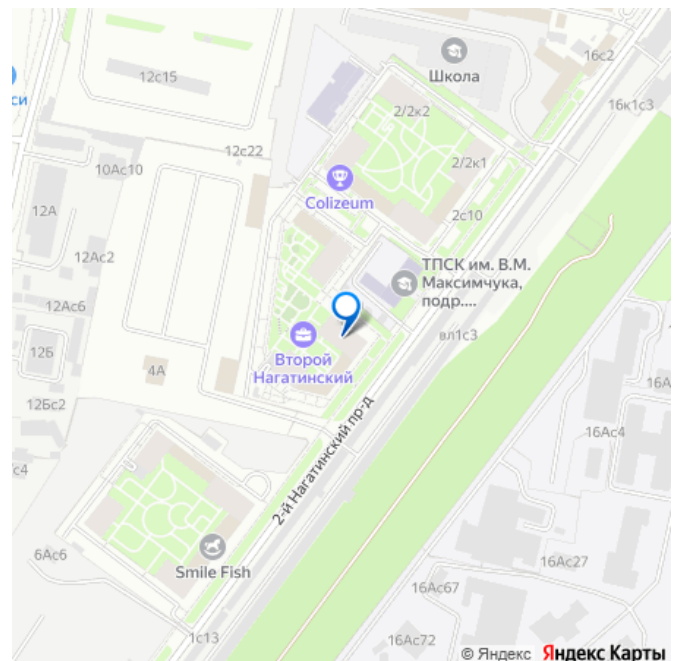 16с2
Школа
12с15
си
2/2к2
16к1с3
12с22
2/2к1
10Ас10
Colizeum
12А
2с10
12Ас2
ТПСК им. В.М.
Максимчука,
подр....
12Ас6
вл1с3
12Б
Второй
Нагатинский
4А
16А
12Бс2
2-й Нагатинский пр-д
16Ас4
с4
6Ас6
Smile Fish
16Ас27
16Ас67
1с13
16Ас72
© Яндекс Яндекс Карты